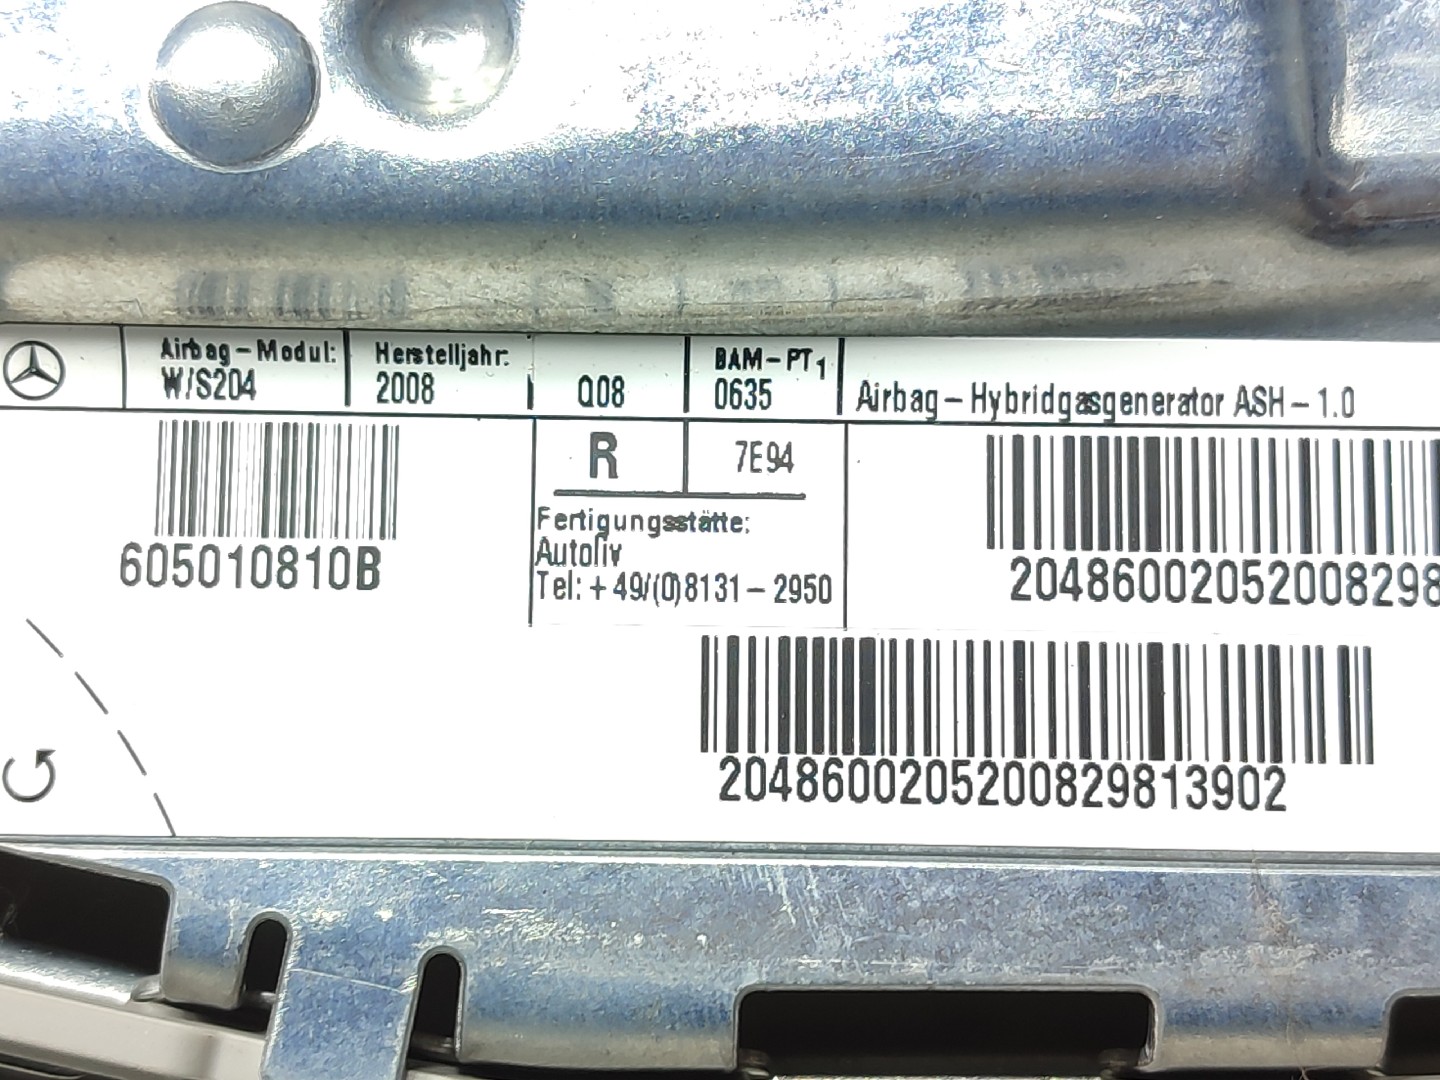 Airbag-Modul: Herstelljahr: BAM-PT1
W/S204 2008 Q08 0635 Airbag-Hybridgasgenerator ASH-1.0
R 7E94
605010810B
Fertigungsstätte:
Autoliv
Tel: +49/(0)8131-2950
20486002052008298
2048600205200829813902